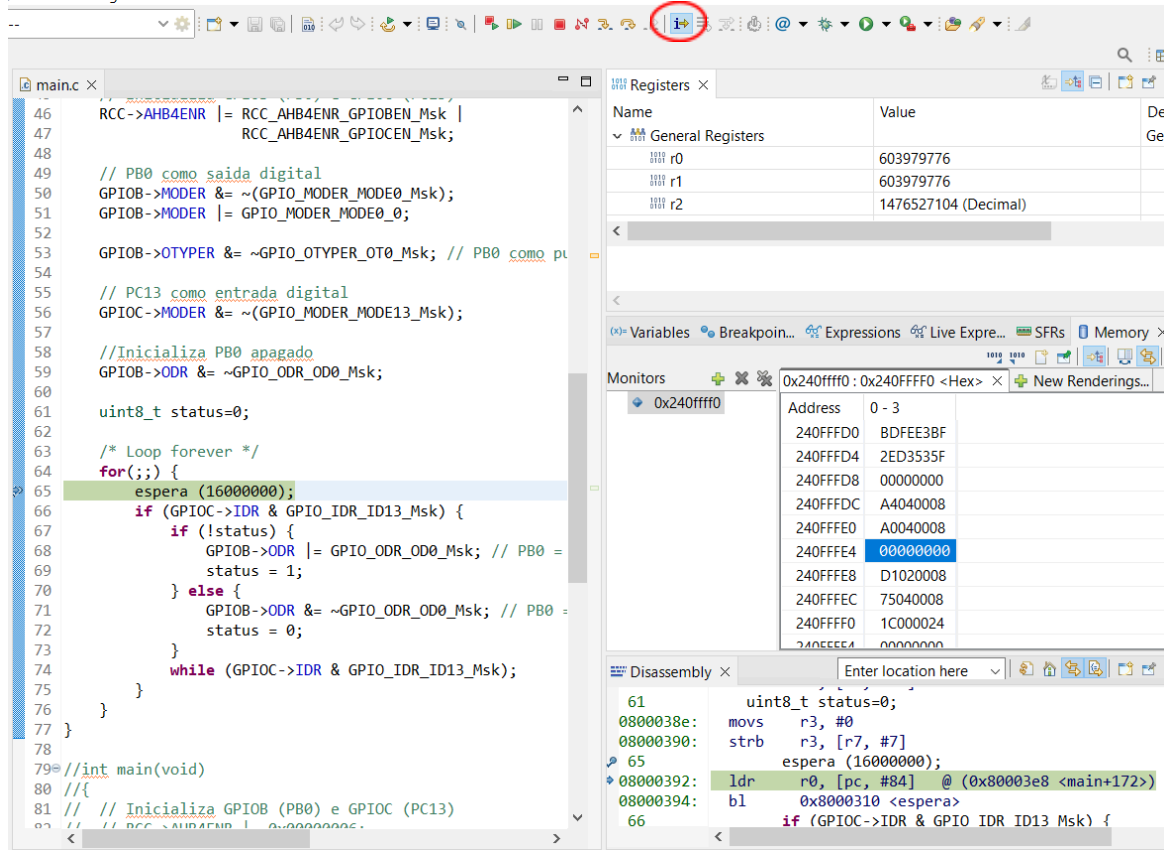 --
main.c
46 RCC->AHB4ENR |= RCC_AHB4ENR_GPIOBEN_Msk |
47 RCC_AHB4ENR_GPIOCEN_Msk;
48
49 // PB0 como saida digital
50 GPIOB->MODER &= ~(GPIO_MODER_MODE0_Msk);
51 GPIOB->MODER |= GPIO_MODER_MODE0_0;
52
53 GPIOB->OTYPER &= ~GPIO_OTYPER_OT0_Msk; // PB0 como pu
54
55 // PC13 como entrada digital
56 GPIOC->MODER &= ~(GPIO_MODER_MODE13_Msk);
57
58 //Inicializa PB0 apagado
59 GPIOB->ODR &= ~GPIO_ODR_OD0_Msk;
60
61 uint8_t status=0;
62
63 /* Loop forever */
64 for(;;) {
65 espera (16000000);
66 if (GPIOC->IDR & GPIO_IDR_ID13_Msk) {
67 if (!status) {
68 GPIOB->ODR |= GPIO_ODR_OD0_Msk; // PB0 =
69 status = 1;
70 } else {
71 GPIOB->ODR &= ~GPIO_ODR_OD0_Msk; // PB0 =
72 status = 0;
73 }
74 while (GPIOC->IDR & GPIO_IDR_ID13_Msk);
75 }
76 }
77 }
78
79 //int main(void)
80 //{
81 // // Inicializa GPIOB (PB0) e GPIOC (PC13)
Registers
Name Value De
General Registers Ge
r0 603979776
r1 603979776
r2 1476527104 (Decimal)
(x)= Variables Breakpoin... Expressions Live Expre... SFRs Memory
Monitors 0x240ffff0 : 0x240FFFF0 <Hex> New Renderings...
0x240ffff0
Address 0 - 3
240FFFD0 BDFEE3BF
240FFFD4 2ED3535F
240FFFD8 00000000
240FFFDC A4040008
240FFFE0 A0040008
240FFFE4 00000000
240FFFE8 D1020008
240FFFEC 75040008
240FFFF0 1C000024
240FFFF4 00000000
Disassembly Enter location here
61 uint8_t status=0;
0800038e: movs r3, #0
08000390: strb r3, [r7, #7]
65 espera (16000000);
08000392: ldr r0, [pc, #84] @ (0x80003e8 <main+172>)
08000394: bl 0x8000310 <espera>
66 if (GPIOC->IDR & GPIO_IDR_ID13_Msk) {